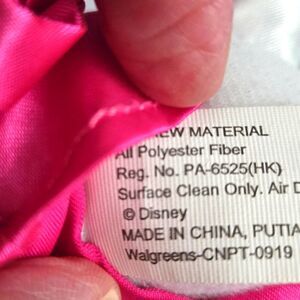 NEW MATERIAL
All Polyester Fiber
Reg. No. PA-6525(HK)
Surface Clean Only. Air D
© Disney
MADE IN CHINA, PUTIA
Walgreens-CNPT-0919